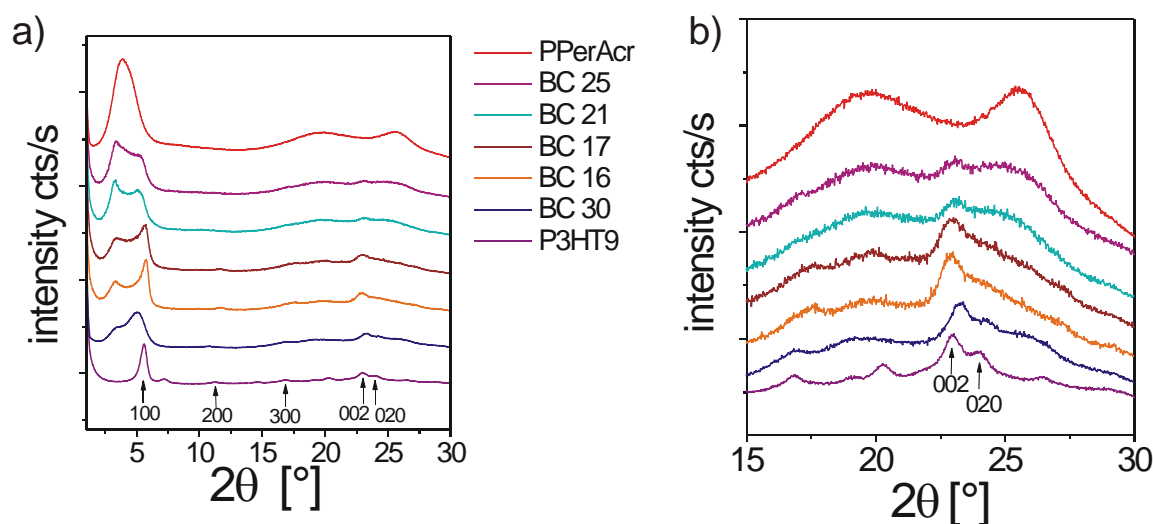 a)
intensity cts/s
100
200
300
002
020
5
10
15
20
25
30
2θ [°]
PPerAcr
BC 25
BC 21
BC 17
BC 16
BC 30
P3HT9
b)
intensity cts/s
002
020
15
20
25
30
2θ [°]